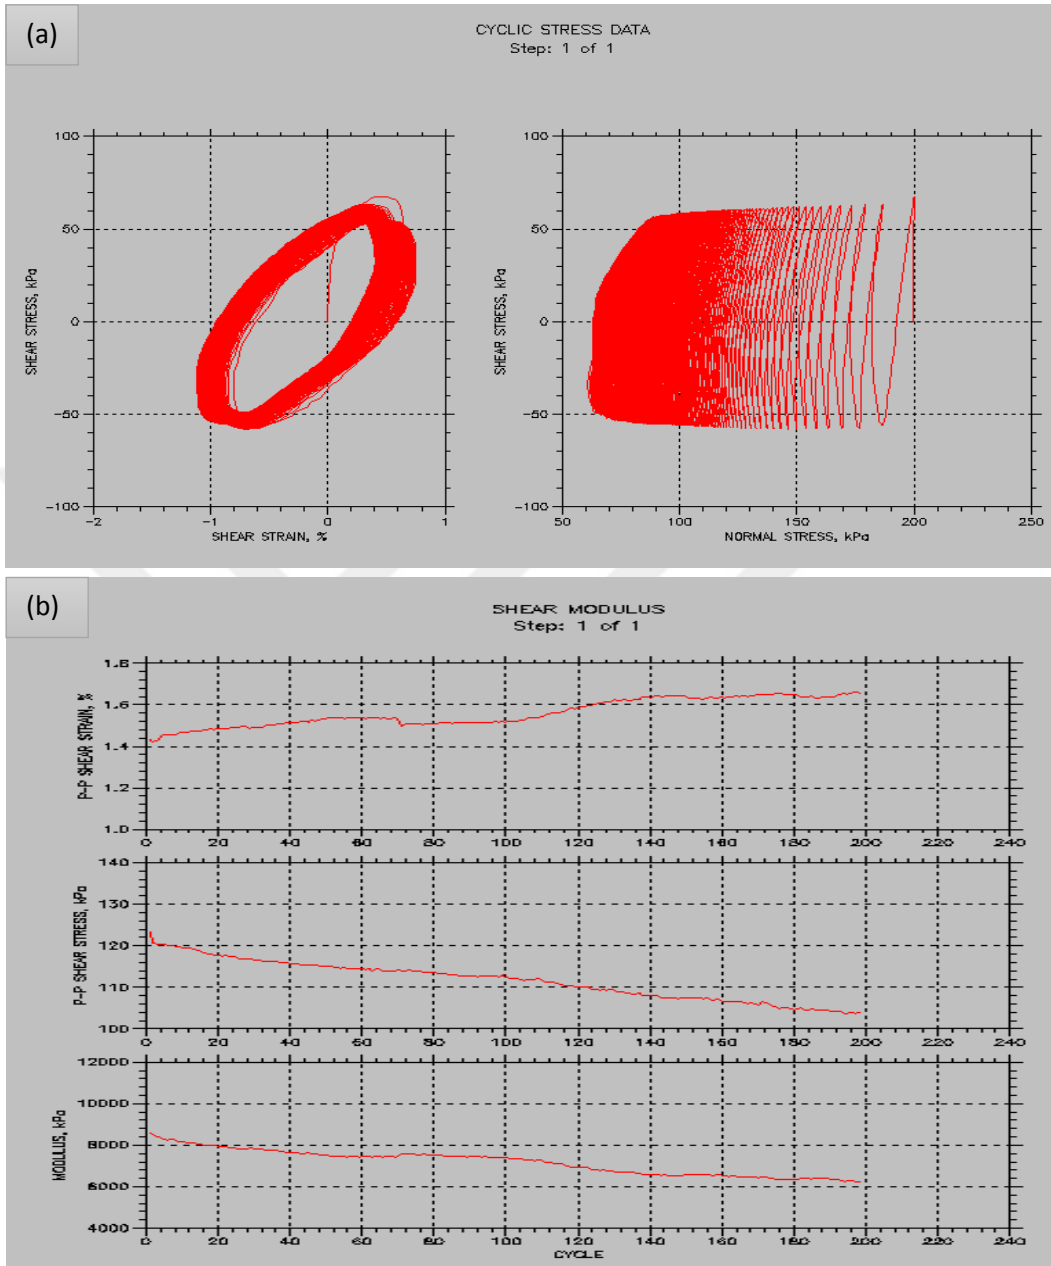 (a)
CYCLIC STRESS DATA
Step: 1 of 1
100
50
0
-50
-100
SHEAR STRESS, kPa
-2 -1 0 1
SHEAR STRAIN, %
100
50
0
-50
-100
SHEAR STRESS, kPa
50 100 150 200 250
NORMAL STRESS, kPa
(b)
SHEAR MODULUS
Step: 1 of 1
1.8
1.6
1.4
1.2
1.0
P-P SHEAR STRAIN, %
0 20 40 60 80 100 120 140 160 180 200 220 240
140
130
120
110
100
P-P SHEAR STRESS, kPa
0 20 40 60 80 100 120 140 160 180 200 220 240
12000
10000
8000
6000
4000
MODULUS, kPa
0 20 40 60 80 100 120 140 160 180 200 220 240
CYCLE